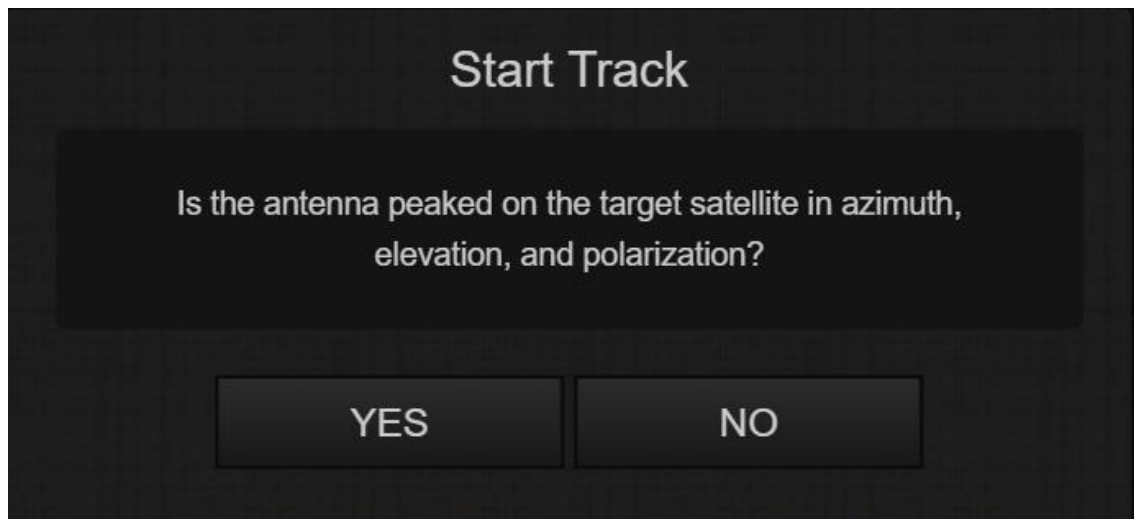 Start Track
Is the antenna peaked on the target satellite in azimuth,
elevation, and polarization?
YES
NO